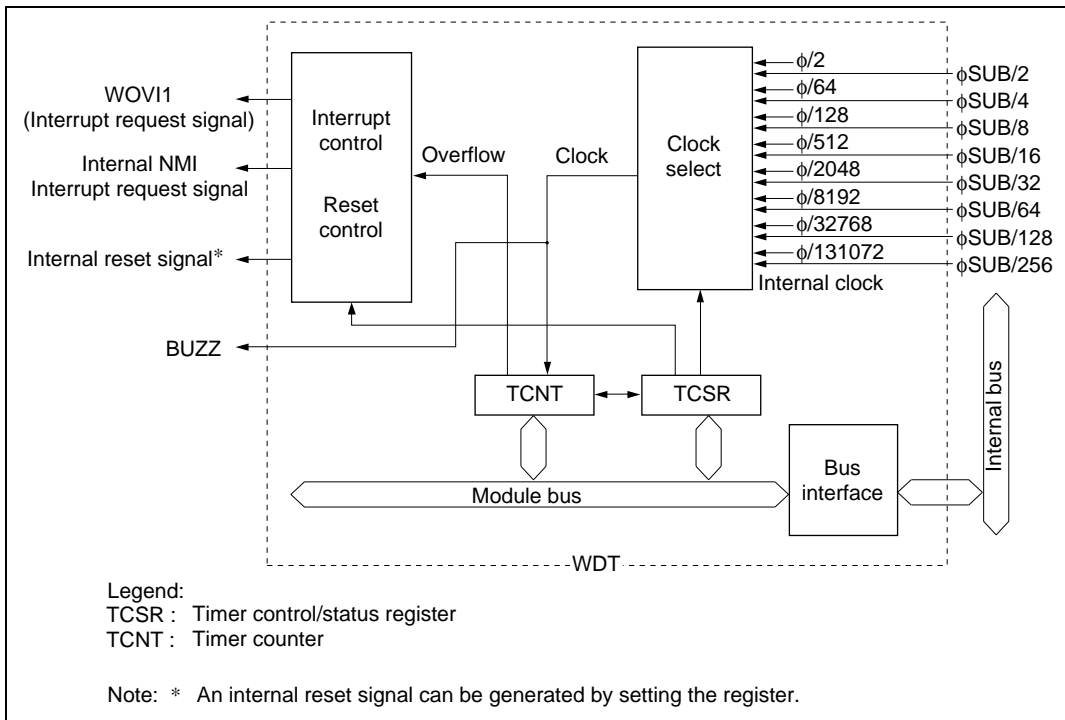 WOVI1
(Interrupt request signal)
Internal NMI
Interrupt request signal
Internal reset signal*
BUZZ
Interrupt
control
Reset
control
Overflow
Clock
Clock
select
ϕ/2
ϕ/64
ϕ/128
ϕ/512
ϕ/2048
ϕ/8192
ϕ/32768
ϕ/131072
Internal clock
ϕSUB/2
ϕSUB/4
ϕSUB/8
ϕSUB/16
ϕSUB/32
ϕSUB/64
ϕSUB/128
ϕSUB/256
TCNT
TCSR
Module bus
Bus
interface
Internal bus
WDT
Legend:
TCSR : Timer control/status register
TCNT : Timer counter
Note: * An internal reset signal can be generated by setting the register.